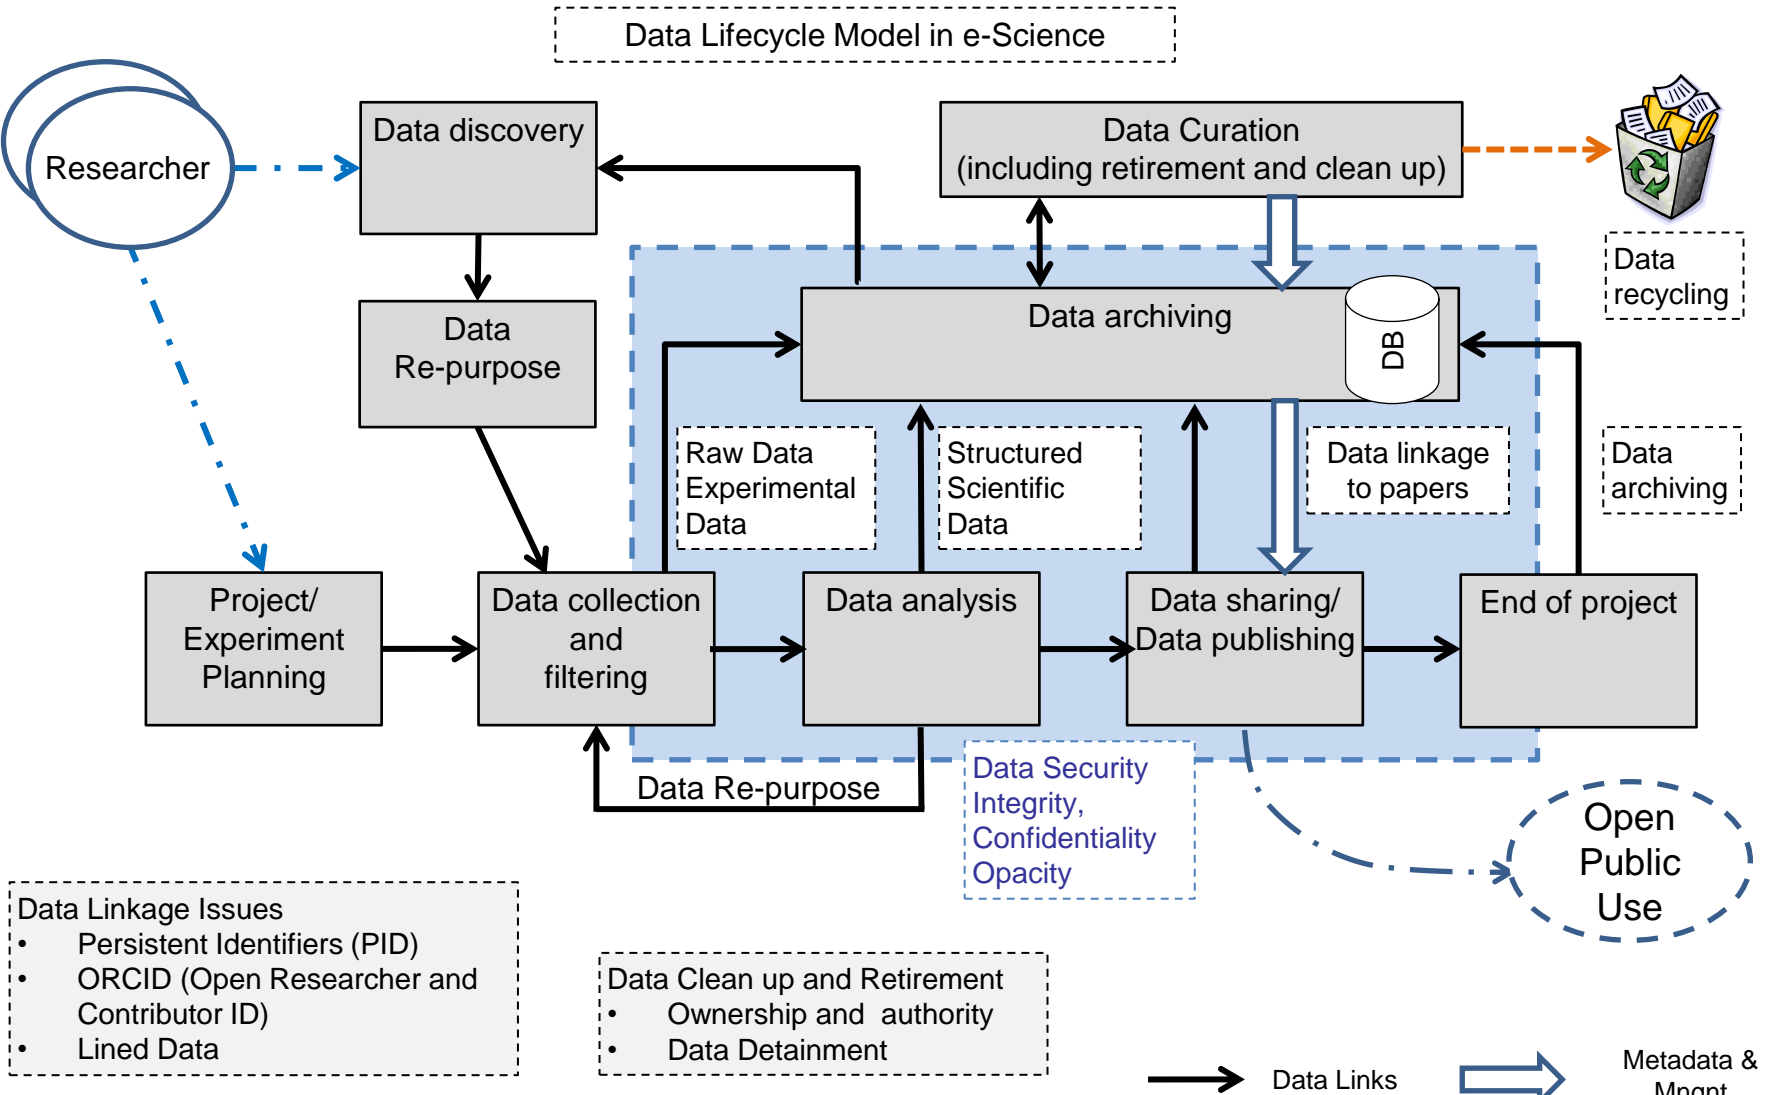 Data Lifecycle Model in e-Science
Researcher
Data discovery
Data Curation
(including retirement and clean up)
Data
recycling
Data
Re-purpose
Data archiving
DB
Raw Data
Experimental
Data
Structured
Scientific
Data
Data linkage
to papers
Data
archiving
Project/
Experiment
Planning
Data collection
and
filtering
Data analysis
Data sharing/
Data publishing
End of project
Data Re-purpose
Data Security
Integrity,
Confidentiality
Opacity
Open
Public
Use
Data Linkage Issues
• Persistent Identifiers (PID)
• ORCID (Open Researcher and
Contributor ID)
• Lined Data
Data Clean up and Retirement
• Ownership and authority
• Data Detainment
Data Links
Metadata &
Mngnt